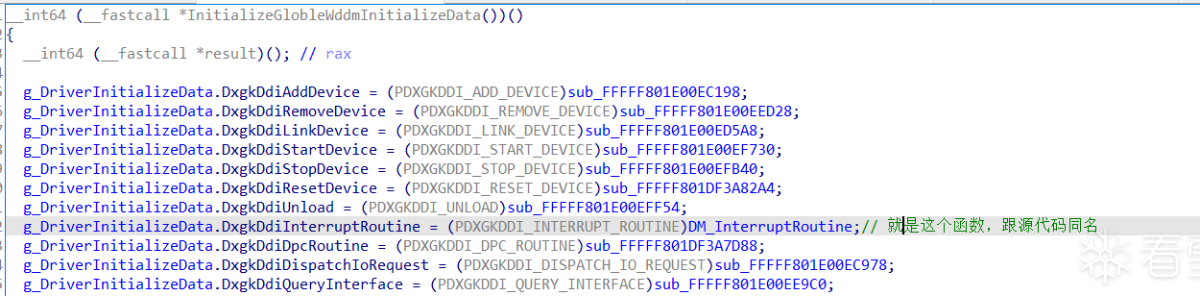 __int64 (__fastcall *InitializeGlobleWddmInitializeData())()
{
__int64 (__fastcall *result)(); // rax
g_DriverInitializeData.DxgkDdiAddDevice = (PDXGKDDI_ADD_DEVICE)sub_FFFFF801E00EC198;
g_DriverInitializeData.DxgkDdiRemoveDevice = (PDXGKDDI_REMOVE_DEVICE)sub_FFFFF801E00EED28;
g_DriverInitializeData.DxgkDdiLinkDevice = (PDXGKDDI_LINK_DEVICE)sub_FFFFF801E00ED5A8;
g_DriverInitializeData.DxgkDdiStartDevice = (PDXGKDDI_START_DEVICE)sub_FFFFF801E00EF730;
g_DriverInitializeData.DxgkDdiStopDevice = (PDXGKDDI_STOP_DEVICE)sub_FFFFF801E00EFB40;
g_DriverInitializeData.DxgkDdiResetDevice = (PDXGKDDI_RESET_DEVICE)sub_FFFFF801DF3A82A4;
g_DriverInitializeData.DxgkDdiUnload = (PDXGKDDI_UNLOAD)sub_FFFFF801E00EFF54;
g_DriverInitializeData.DxgkDdiInterruptRoutine = (PDXGKDDI_INTERRUPT_ROUTINE)DM_InterruptRoutine;// 就是这个函数，跟源代码同名
g_DriverInitializeData.DxgkDdiDpcRoutine = (PDXGKDDI_DPC_ROUTINE)sub_FFFFF801DF3A7D88;
g_DriverInitializeData.DxgkDdiDispatchIoRequest = (PDXGKDDI_DISPATCH_IO_REQUEST)sub_FFFFF801E00EC978;
g_DriverInitializeData.DxgkDdiQueryInterface = (PDXGKDDI_QUERY_INTERFACE)sub_FFFFF801E00EE9C0;
看